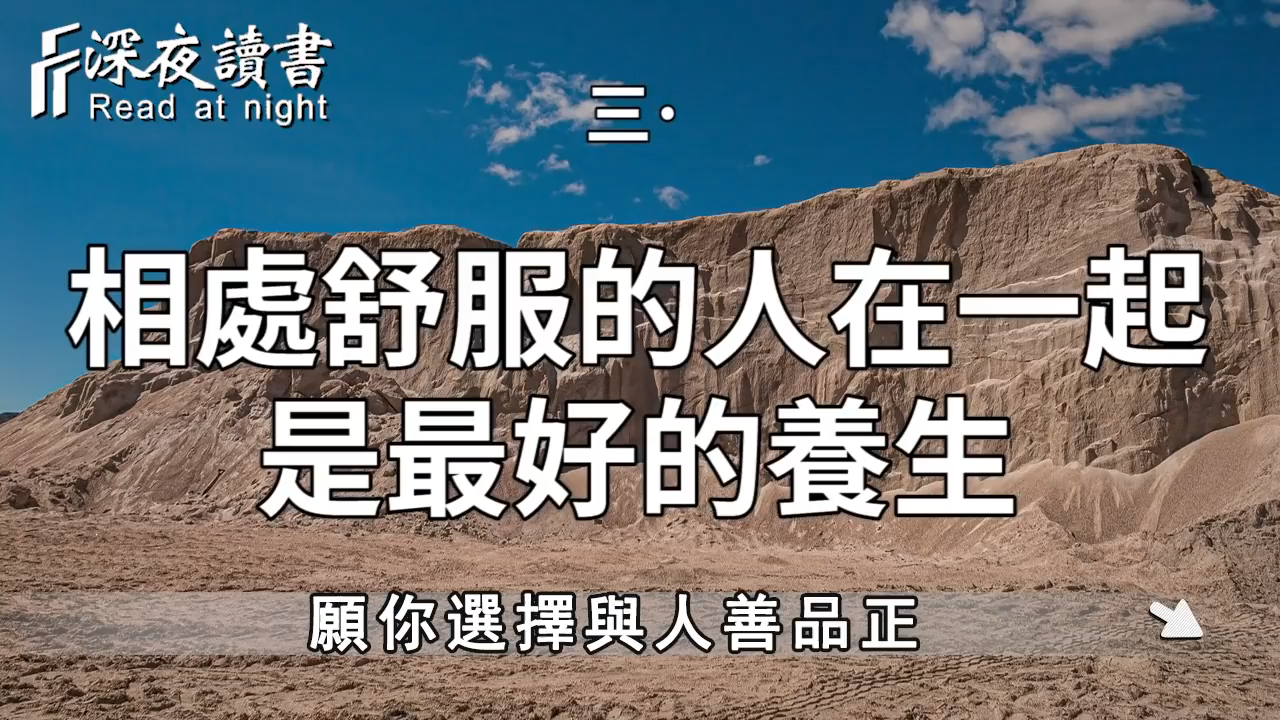 深夜讀書
Read at night
三·
相處舒服的人在一起
是最好的養生
願你選擇與人善品正